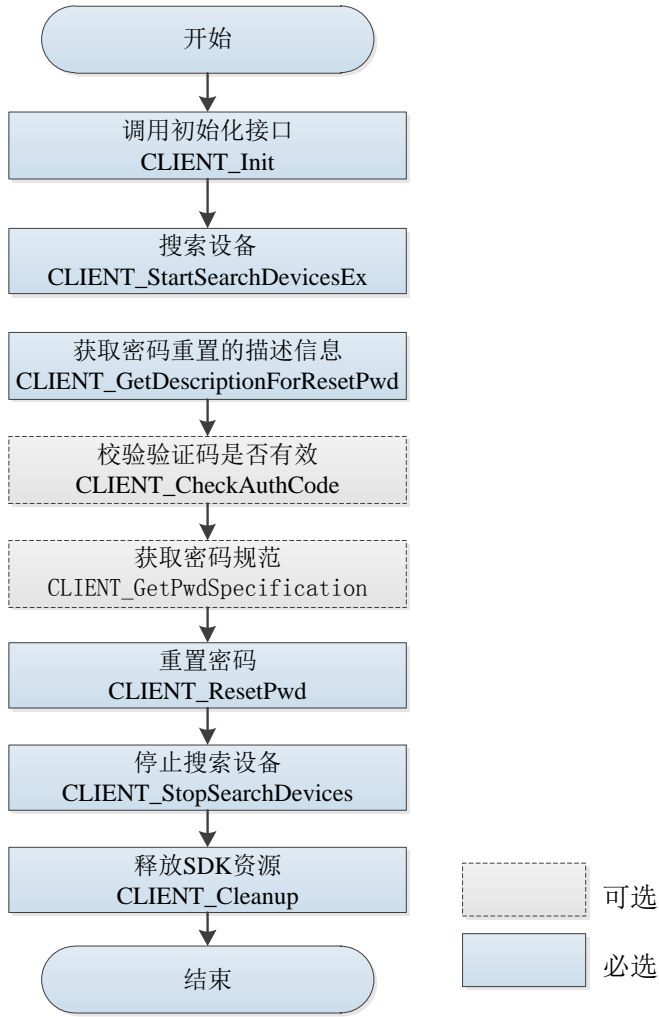 开始
调用初始化接口
CLIENT_Init
搜索设备
CLIENT_StartSearchDevicesEx
获取密码重置的描述信息
CLIENT_GetDescriptionForResetPwd
校验验证码是否有效
CLIENT_CheckAuthCode
获取密码规范
CLIENT_GetPwdSpecification
重置密码
CLIENT_ResetPwd
停止搜索设备
CLIENT_StopSearchDevices
释放SDK资源
CLIENT_Cleanup
结束
可选
必选